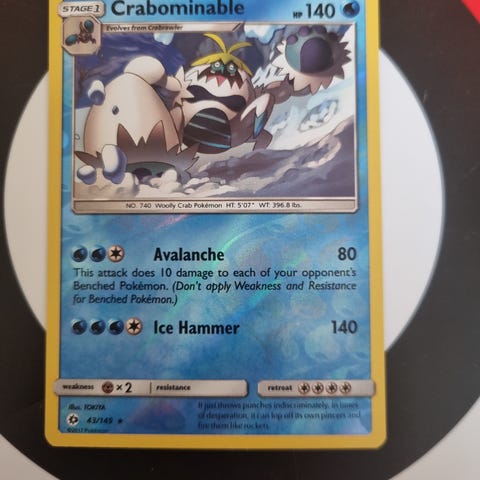 STAGE 1
Crabominable
HP 140
Evolves from Crabrawler
NO. 740 Woolly Crab Pokémon HT: 5'07" WT: 396.8 lbs.
Avalanche 80
This attack does 10 damage to each of your opponent's
Benched Pokémon. (Don't apply Weakness and Resistance
for Benched Pokémon.)
Ice Hammer 140
weakness ×2 resistance retreat
Illus. TOKIYA
43/149 ★
©2017 Pokémon
It just throws punches indiscriminately. In times
of desperation, it can lop off its own pincers and
fire them like rockets.